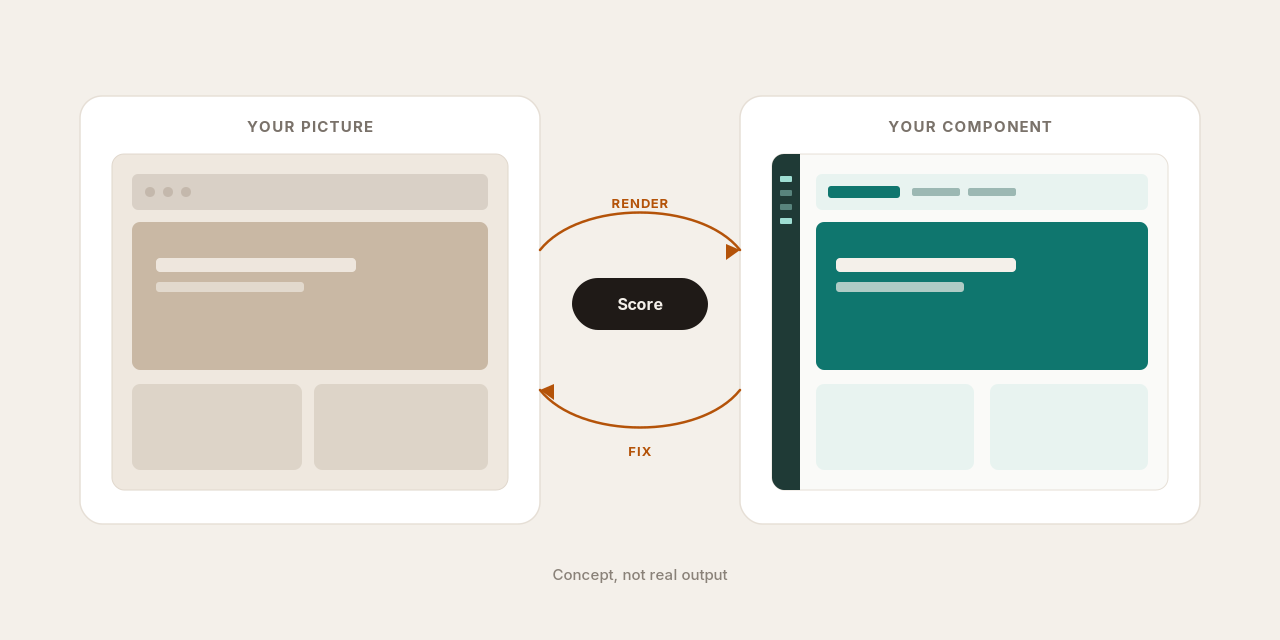 YOUR PICTURE
YOUR COMPONENT
RENDER
Score
FIX
Concept, not real output